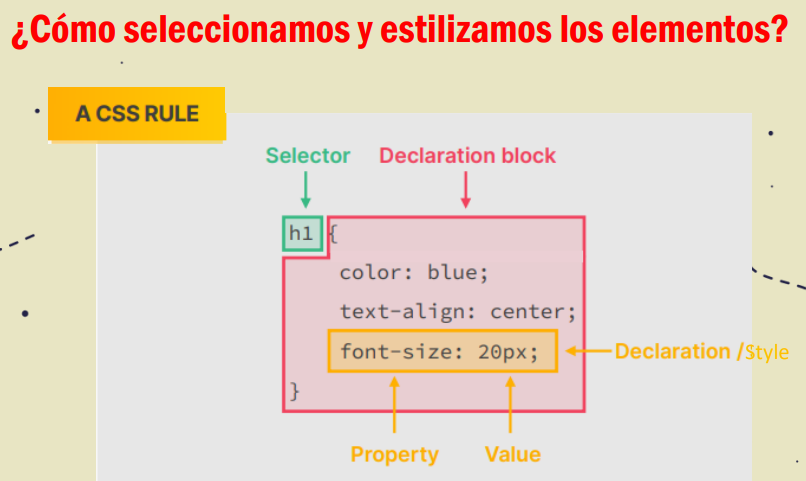 ¿Cómo seleccionamos y estilizamos los elementos?
A CSS RULE
Selector Declaration block
h1 {
color: blue;
text-align: center;
font-size: 20px; Declaration /Style
}
Property Value